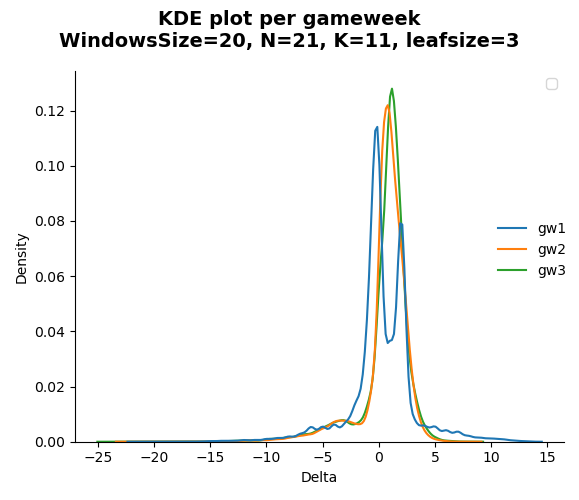 KDE plot per gameweek
WindowsSize=20, N=21, K=11, leafsize=3
0.12
0.10
0.08
0.06
0.04
0.02
0.00
Density
gw1
gw2
gw3
−25
−20
−15
−10
−5
0
5
10
15
Delta